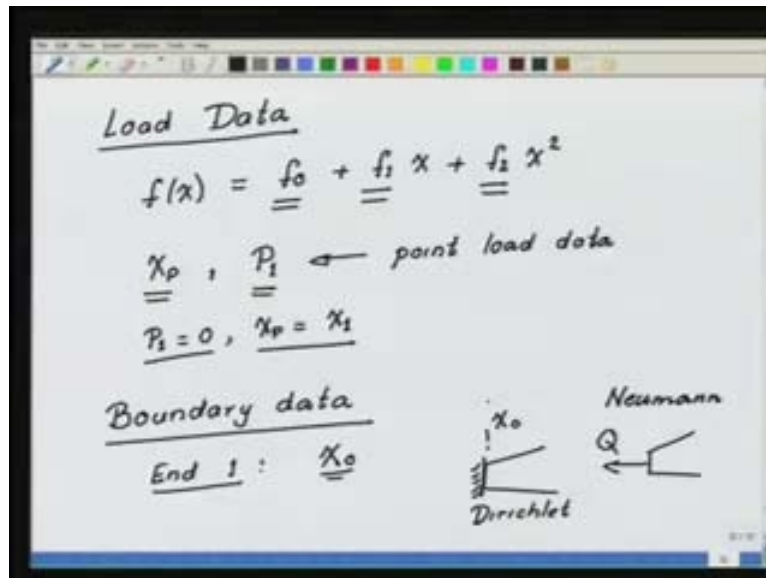 Load Data
f(x) = f₀ + f₁ x + f₂ x²
xₚ , P₁ ← point load data
P₁ = 0 , xₚ = x₁
Boundary data
End 1 : x₀
x₀
Dirichlet
Neumann
Q